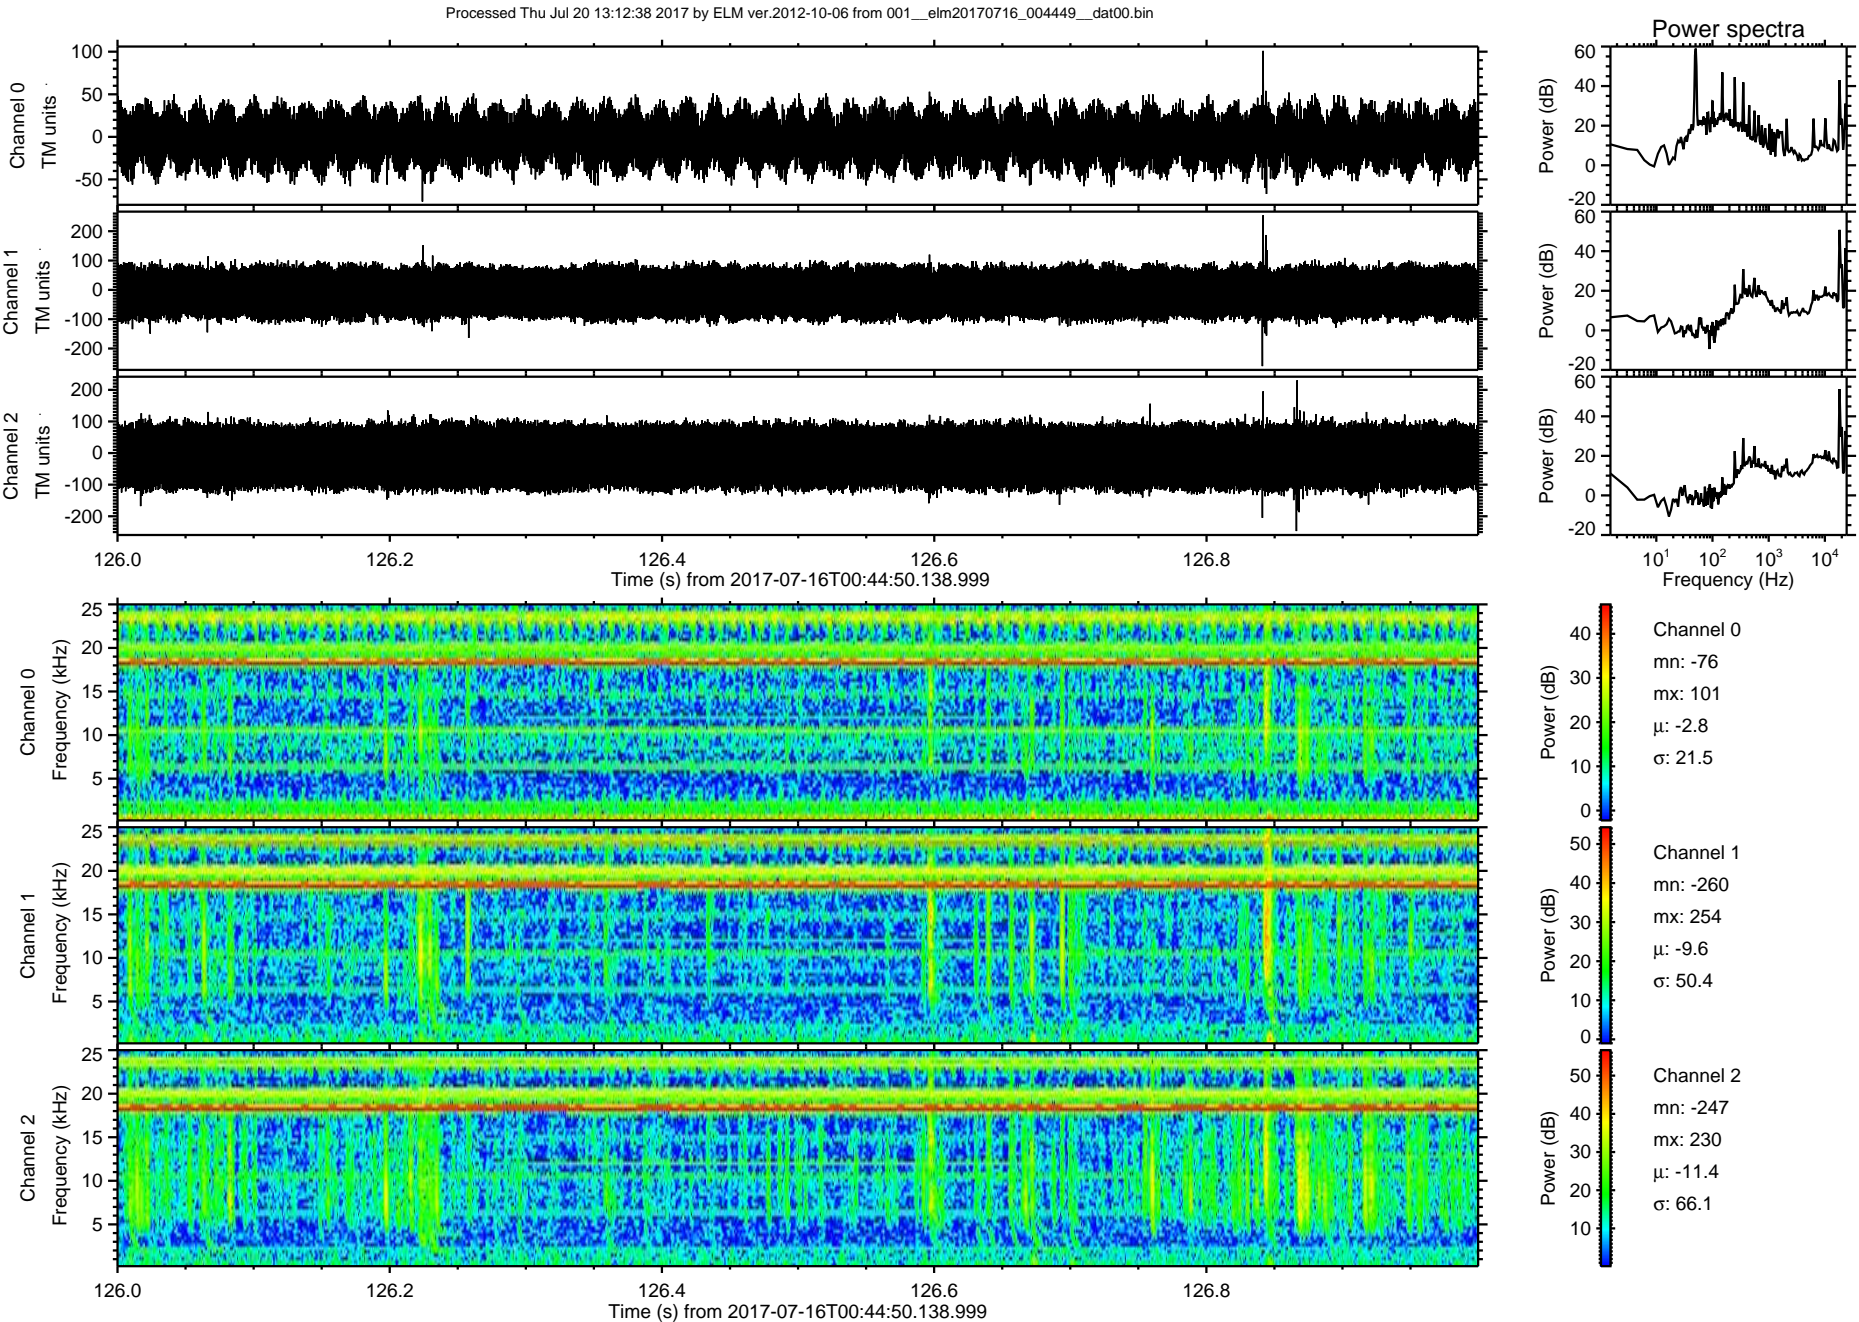 Processed Thu Jul 20 13:12:38 2017 by ELM ver.2012-10-06 from 001__elm20170716_004449__dat00.bin
Power spectra
Channel 0
TM units
100
50
0
-50
Power (dB)
60
40
20
0
-20
Channel 1
TM units
200
100
0
-100
-200
Power (dB)
60
40
20
0
-20
Channel 2
TM units
200
100
0
-100
-200
Power (dB)
60
40
20
0
-20
126.0 126.2 126.4 126.6 126.8
Time (s) from 2017-07-16T00:44:50.138.999
10^1 10^2 10^3 10^4
Frequency (Hz)
Channel 0
Frequency (kHz)
25
20
15
10
5
Power (dB)
40
30
20
10
0
Channel 0
mn: -76
mx: 101
μ: -2.8
σ: 21.5
Channel 1
Frequency (kHz)
25
20
15
10
5
Power (dB)
50
40
30
20
10
0
Channel 1
mn: -260
mx: 254
μ: -9.6
σ: 50.4
Channel 2
Frequency (kHz)
25
20
15
10
5
Power (dB)
50
40
30
20
10
Channel 2
mn: -247
mx: 230
μ: -11.4
σ: 66.1
126.0 126.2 126.4 126.6 126.8
Time (s) from 2017-07-16T00:44:50.138.999